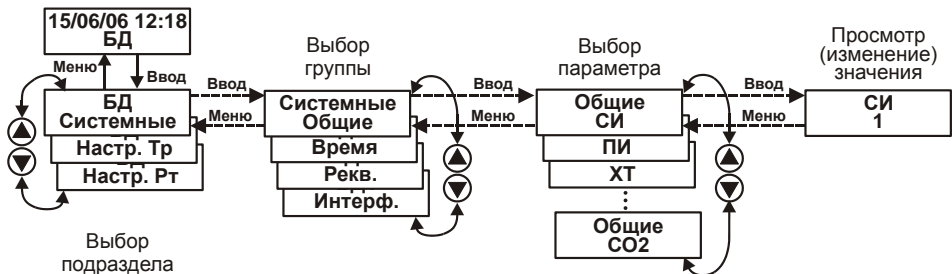 15/06/06 12:18
БД
Меню
Ввод
БД
Системные
Настр. Тр
Настр. Рт
Выбор
подраздела
Выбор
группы
Ввод
Меню
Системные
Общие
Время
Рекв.
Интерф.
Выбор
параметра
Ввод
Меню
Общие
СИ
ПИ
ХТ
Общие
СО2
Просмотр
(изменение)
значения
Ввод
Меню
СИ
1